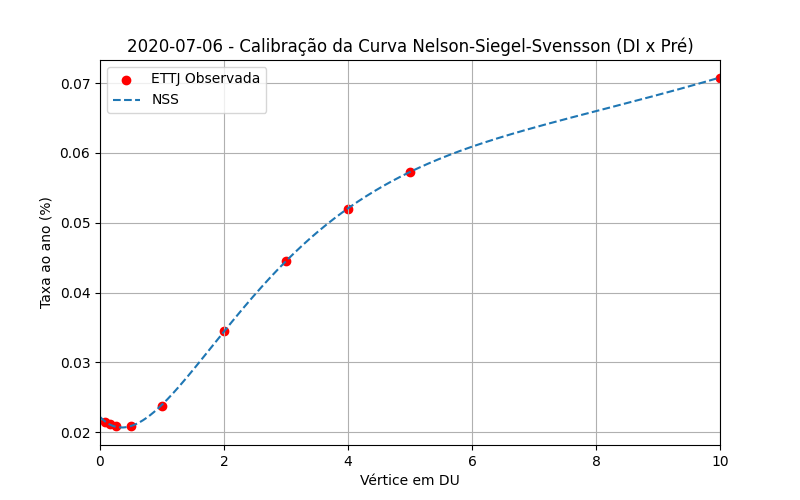 2020-07-06 - Calibração da Curva Nelson-Siegel-Svensson (DI x Pré)
ETTJ Observada
NSS
Taxa ao ano (%)
0.07
0.06
0.05
0.04
0.03
0.02
0 2 4 6 8 10
Vértice em DU